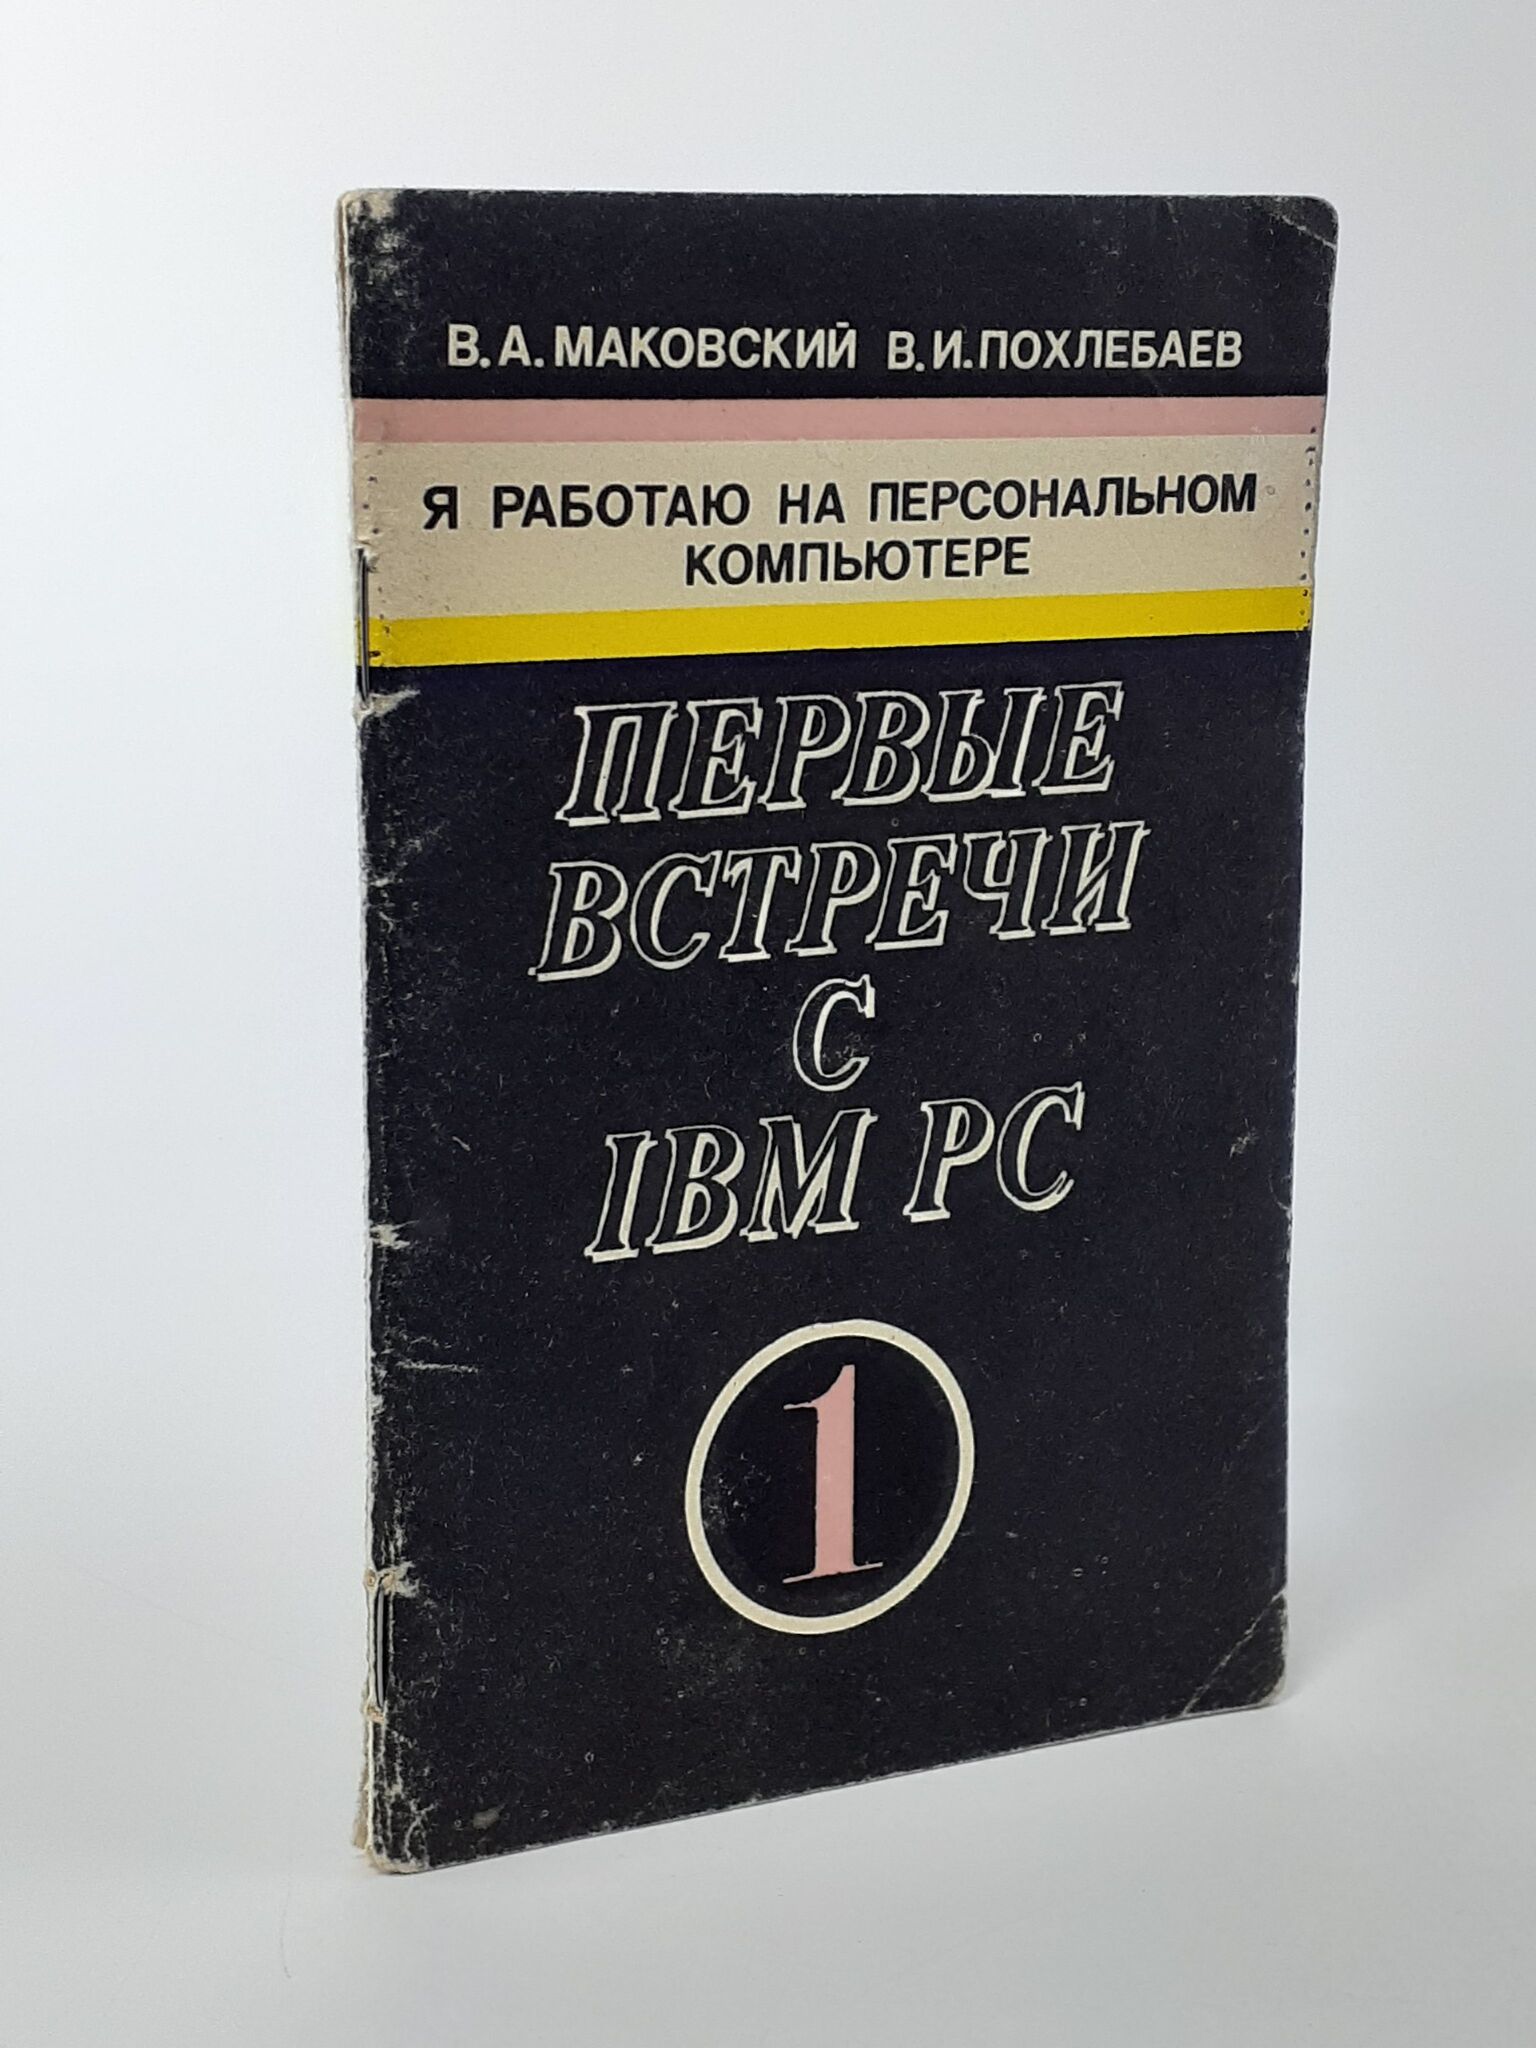 В. А. МАКОВСКИЙ В. И. ПОХЛЕБАЕВ
Я РАБОТАЮ НА ПЕРСОНАЛЬНОМ
КОМПЬЮТЕРЕ
ПЕРВЫЕ
ВСТРЕЧИ
С
IBM PC
1